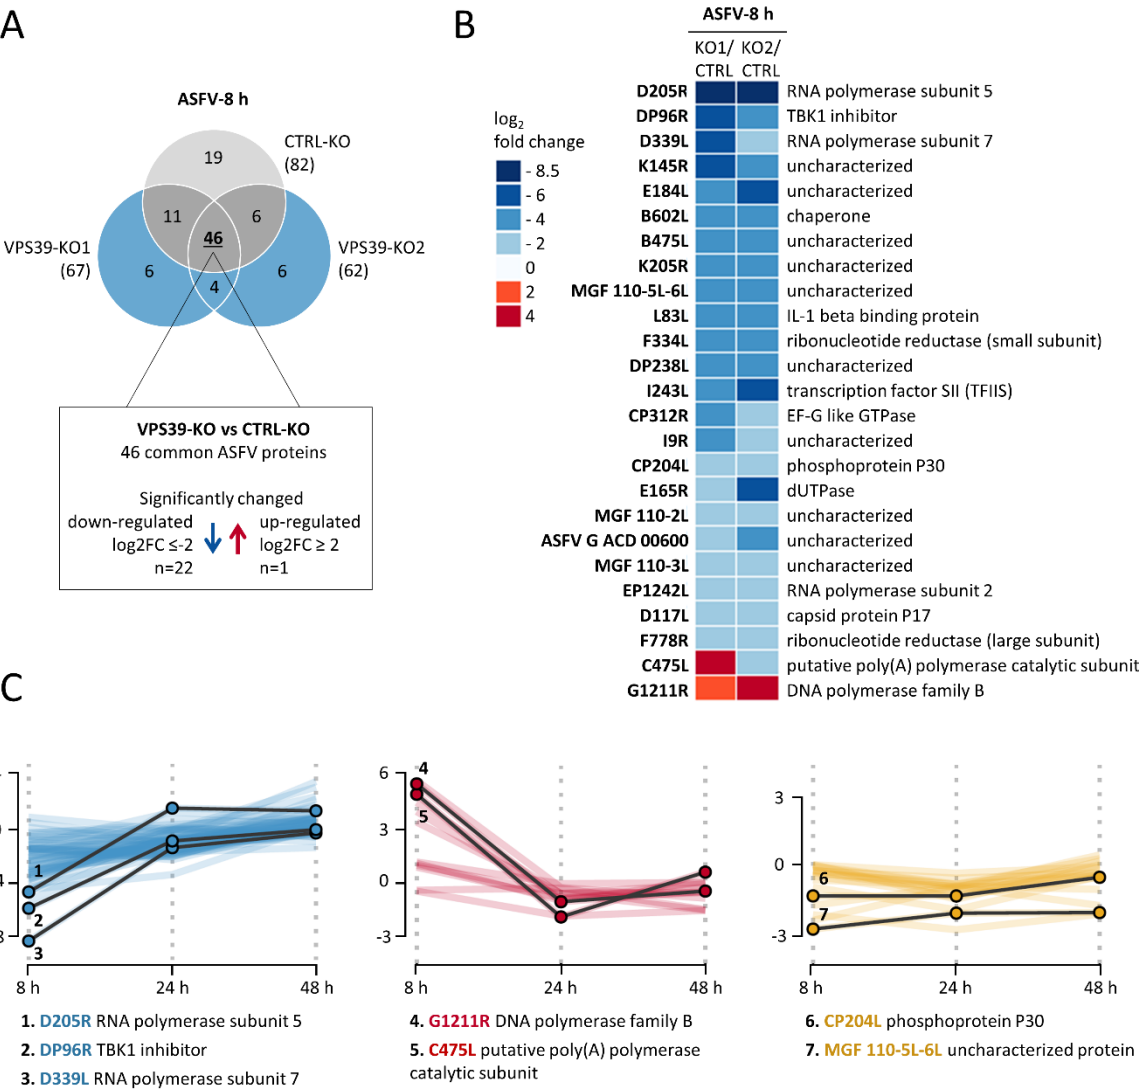 A
ASFV-8 h
CTRL-KO
(82)
19
11
6
46
VPS39-KO1
(67)
VPS39-KO2
(62)
6
6
4
VPS39-KO vs CTRL-KO
46 common ASFV proteins
Significantly changed
down-regulated
log2FC ≤-2
n=22
up-regulated
log2FC ≥ 2
n=1
B
ASFV-8 h
KO1/
CTRL
KO2/
CTRL
log2
fold change
- 8.5
- 6
- 4
- 2
0
2
4
D205R RNA polymerase subunit 5
DP96R TBK1 inhibitor
D339L RNA polymerase subunit 7
K145R uncharacterized
E184L uncharacterized
B602L chaperone
B475L uncharacterized
K205R uncharacterized
MGF 110-5L-6L uncharacterized
L83L IL-1 beta binding protein
F334L ribonucleotide reductase (small subunit)
DP238L uncharacterized
I243L transcription factor SII (TFIIS)
CP312R EF-G like GTPase
I9R uncharacterized
CP204L phosphoprotein P30
E165R dUTPase
MGF 110-2L uncharacterized
ASFV G ACD 00600 uncharacterized
MGF 110-3L uncharacterized
EP1242L RNA polymerase subunit 2
D117L capsid protein P17
F778R ribonucleotide reductase (large subunit)
C475L putative poly(A) polymerase catalytic subunit
G1211R DNA polymerase family B
C
1
2
3
8 h 24 h 48 h
1. D205R RNA polymerase subunit 5
2. DP96R TBK1 inhibitor
3. D339L RNA polymerase subunit 7
6
3
0
-3
4
5
8 h 24 h 48 h
4. G1211R DNA polymerase family B
5. C475L putative poly(A) polymerase
catalytic subunit
3
0
-3
6
7
8 h 24 h 48 h
6. CP204L phosphoprotein P30
7. MGF 110-5L-6L uncharacterized protein